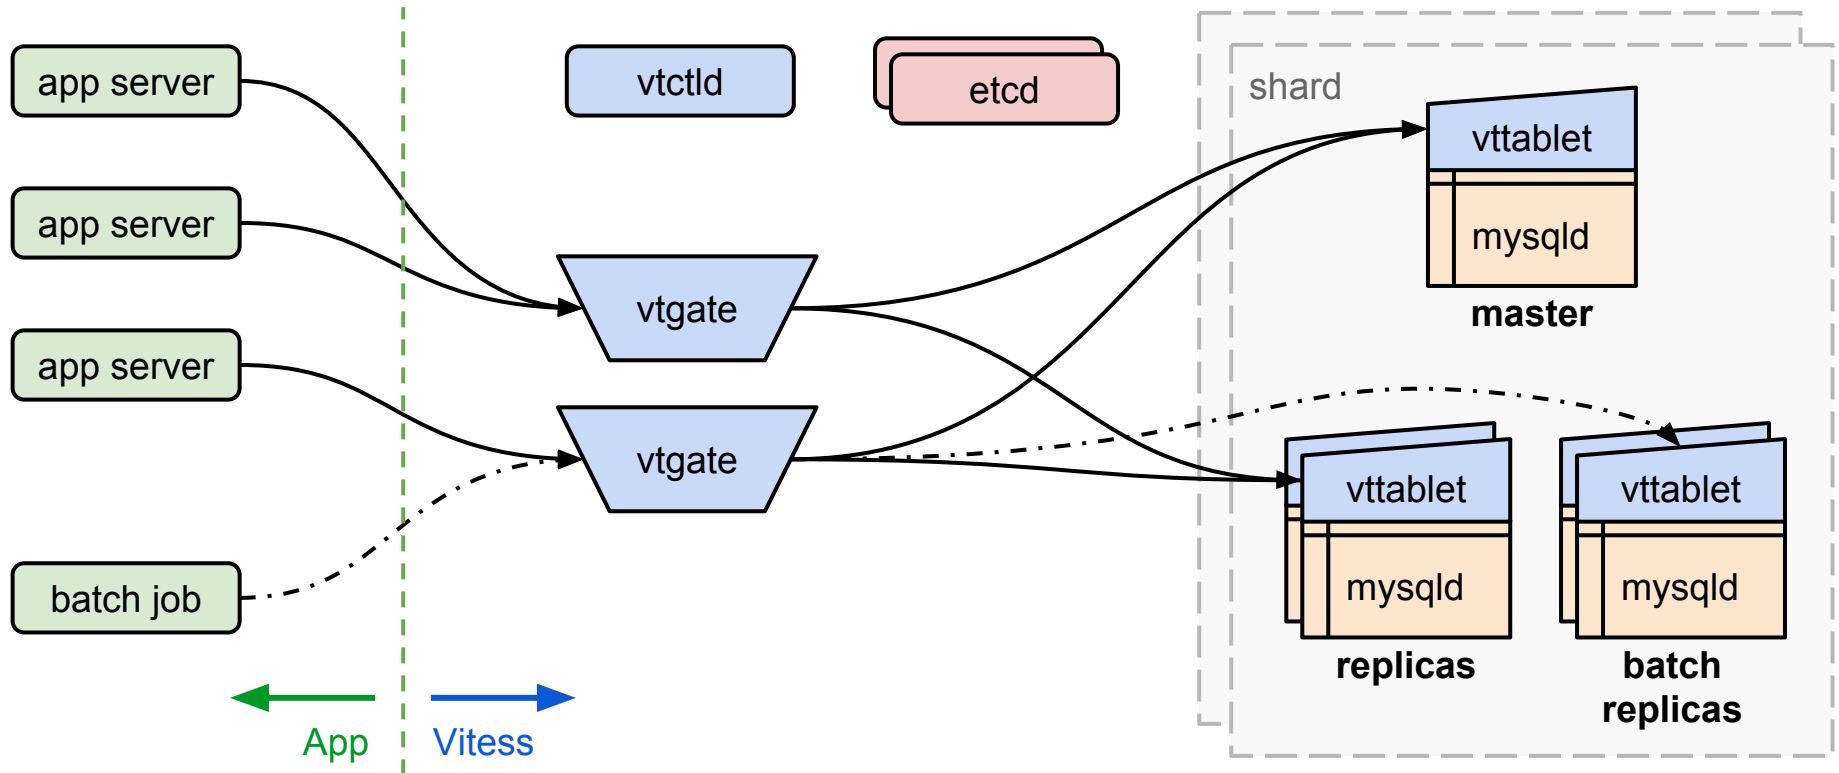 app server
app server
app server
batch job
App
Vitess
vtctld
etcd
vtgate
vtgate
shard
vttablet
mysqld
master
vttablet
mysqld
replicas
vttablet
mysqld
batch
replicas